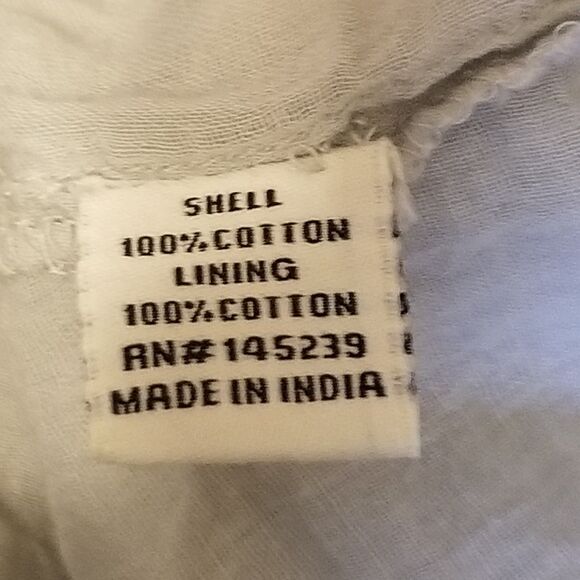 SHELL
100%COTTON
LINING
100%COTTON
RN#145239
MADE IN INDIA